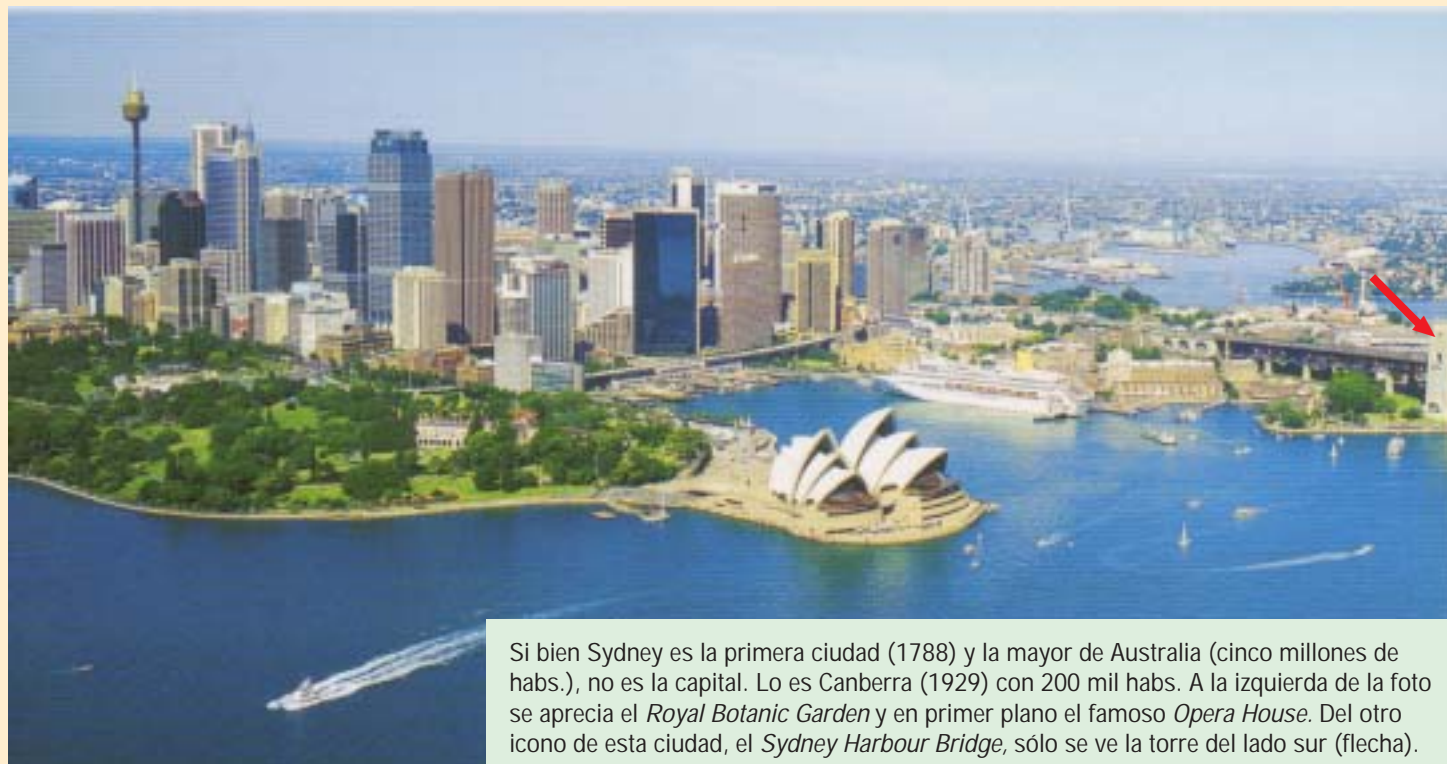 Si bien Sydney es la primera ciudad (1788) y la mayor de Australia (cinco millones de
habs.), no es la capital. Lo es Canberra (1929) con 200 mil habs. A la izquierda de la foto
se aprecia el Royal Botanic Garden y en primer plano el famoso Opera House. Del otro
icono de esta ciudad, el Sydney Harbour Bridge, sólo se ve la torre del lado sur (flecha).